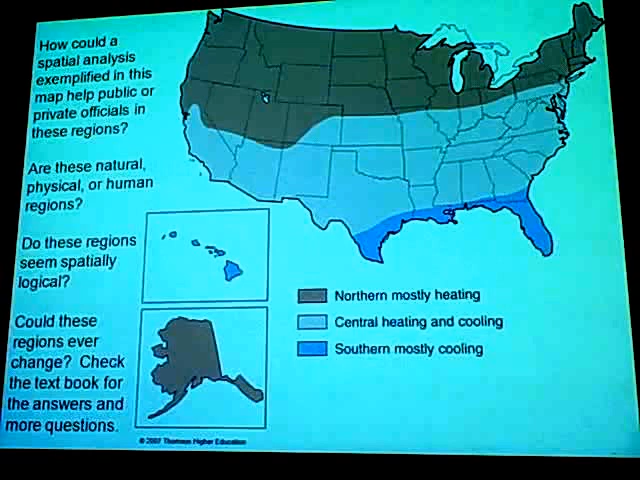 How could a
spatial analysis
exemplified in this
map help public or
private officials in
these regions?
Are these natural,
physical, or human
regions?
Do these regions
seem spatially
logical?
Could these
regions ever
change? Check
the text book for
the answers and
more questions.
Northern mostly heating
Central heating and cooling
Southern mostly cooling
© 2007 Thomson Higher Education